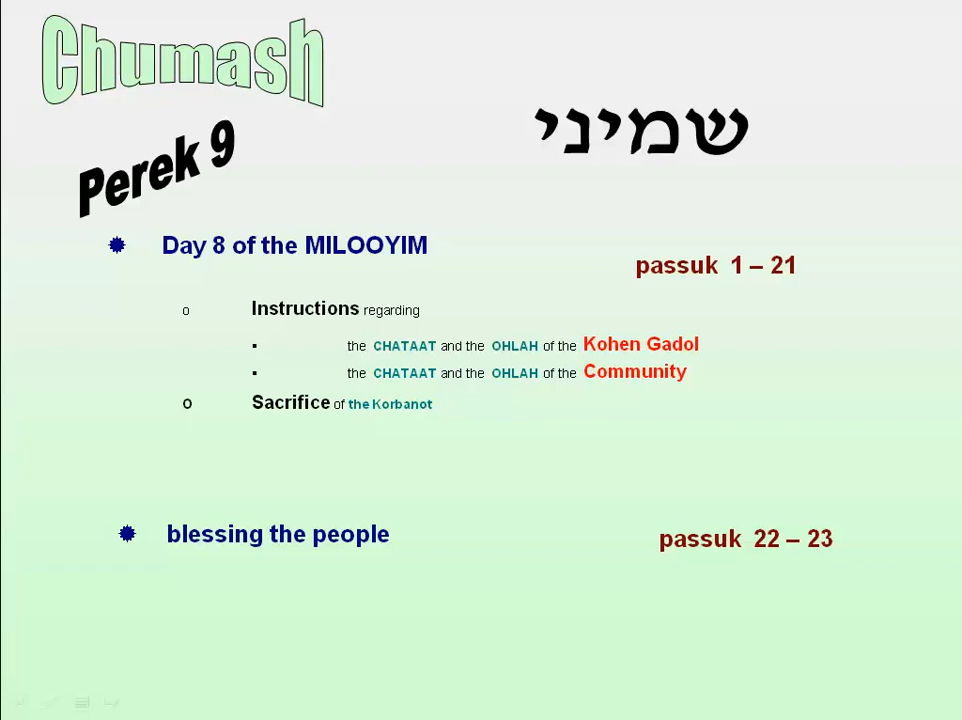 Chumash
שמיני
Perek 9
Day 8 of the MILOOYIM
passuk 1 – 21
o Instructions regarding
▪ the CHATAAT and the OHLAH of the Kohen Gadol
▪ the CHATAAT and the OHLAH of the Community
o Sacrifice of the Korbanot
blessing the people
passuk 22 – 23